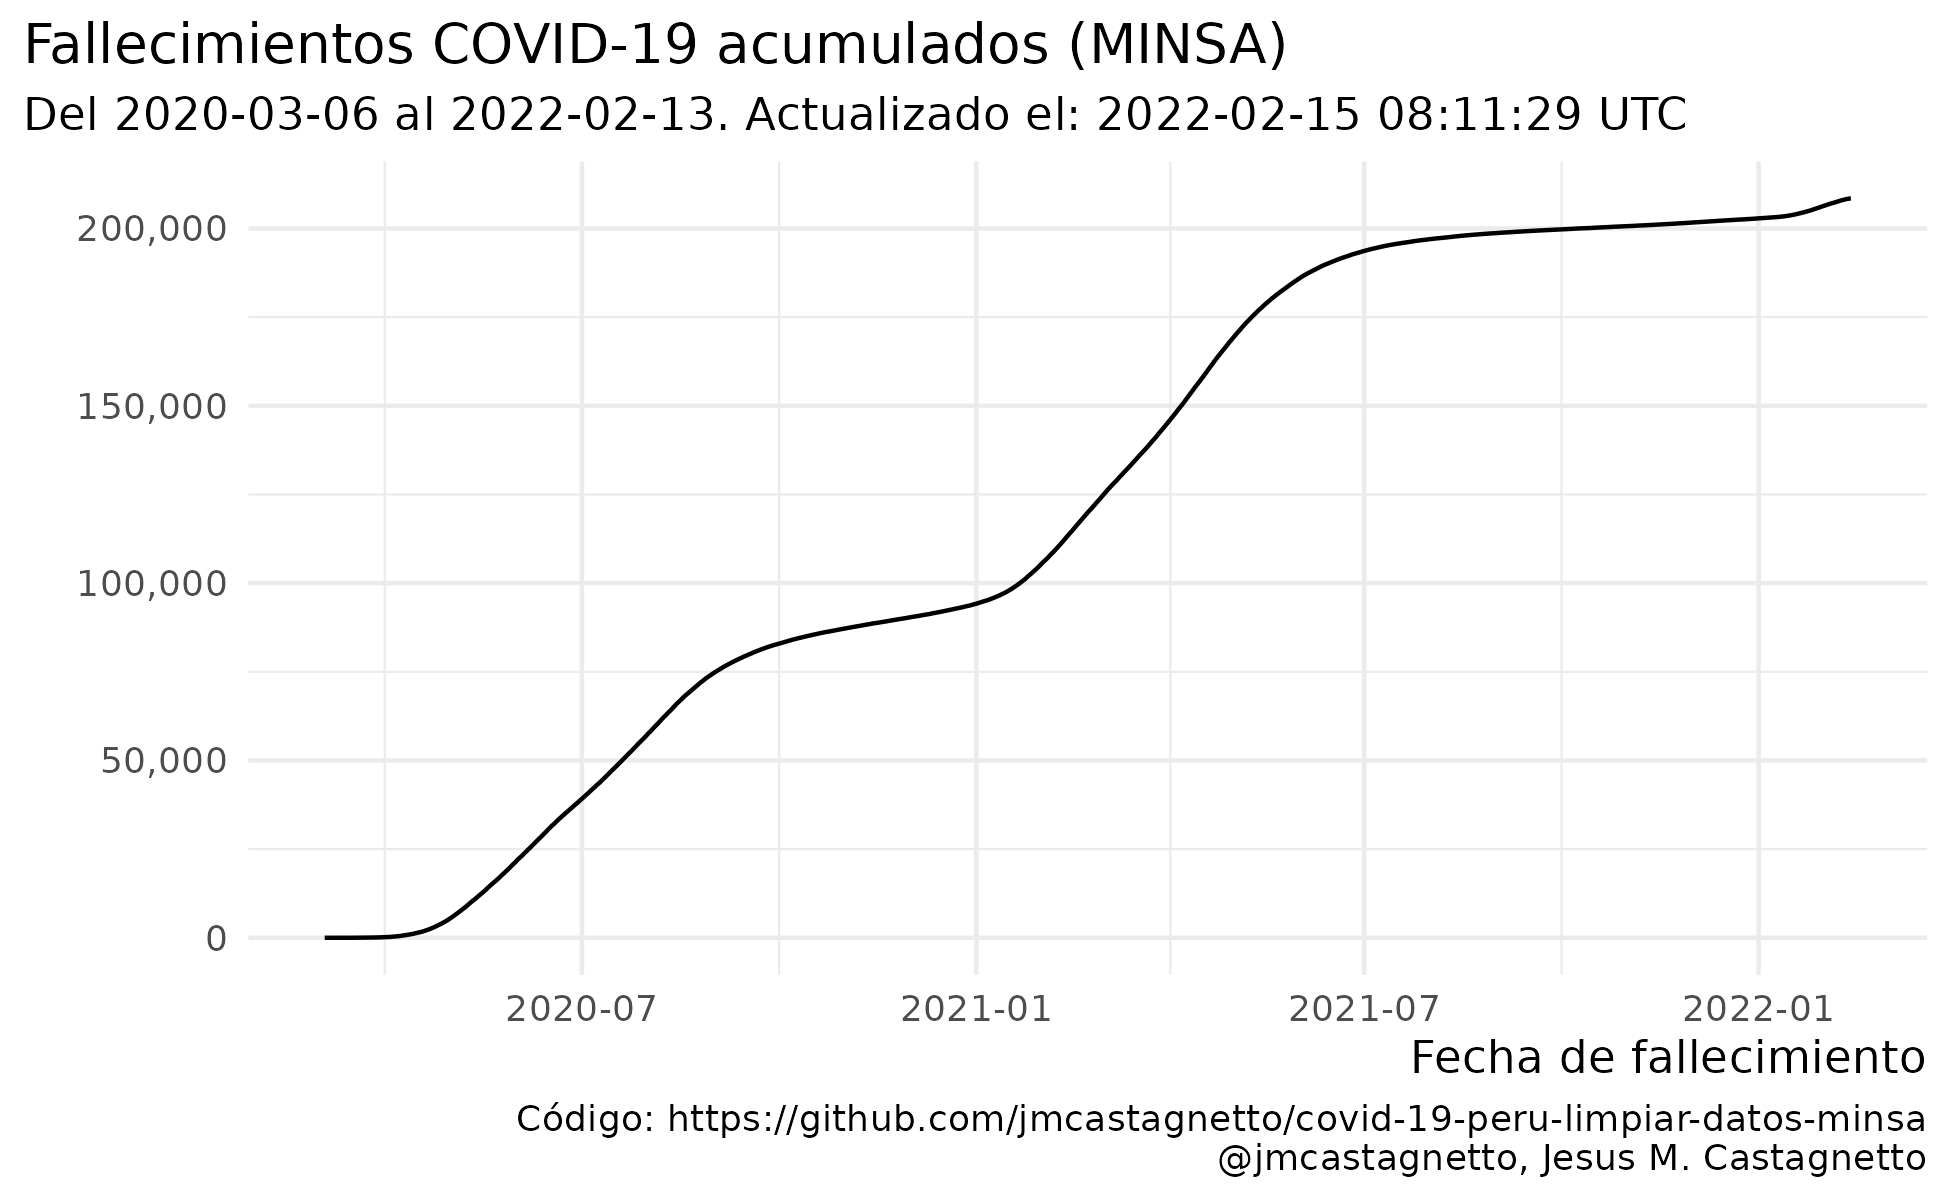 Fallecimientos COVID-19 acumulados (MINSA)
Del 2020-03-06 al 2022-02-13. Actualizado el: 2022-02-15 08:11:29 UTC
200,000
150,000
100,000
50,000
0
2020-07
2021-01
2021-07
2022-01
Fecha de fallecimiento
Código: https://github.com/jmcastagnetto/covid-19-peru-limpiar-datos-minsa
@jmcastagnetto, Jesus M. Castagnetto